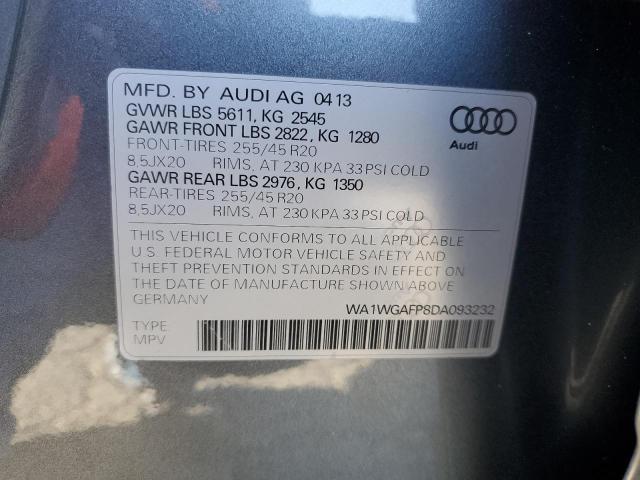 MFD. BY AUDI AG 04 13
GVWR LBS 5611, KG 2545
GAWR FRONT LBS 2822, KG 1280
FRONT-TIRES 255/45 R20
8,5JX20 RIMS, AT 230 KPA 33 PSI COLD
GAWR REAR LBS 2976, KG 1350
REAR-TIRES 255/45 R20
8,5JX20 RIMS, AT 230 KPA 33 PSI COLD
Audi
THIS VEHICLE CONFORMS TO ALL APPLICABLE
U.S. FEDERAL MOTOR VEHICLE SAFETY AND
THEFT PREVENTION STANDARDS IN EFFECT ON
THE DATE OF MANUFACTURE SHOWN ABOVE
GERMANY
WA1WGAFP8DA093232
TYPE:
MPV